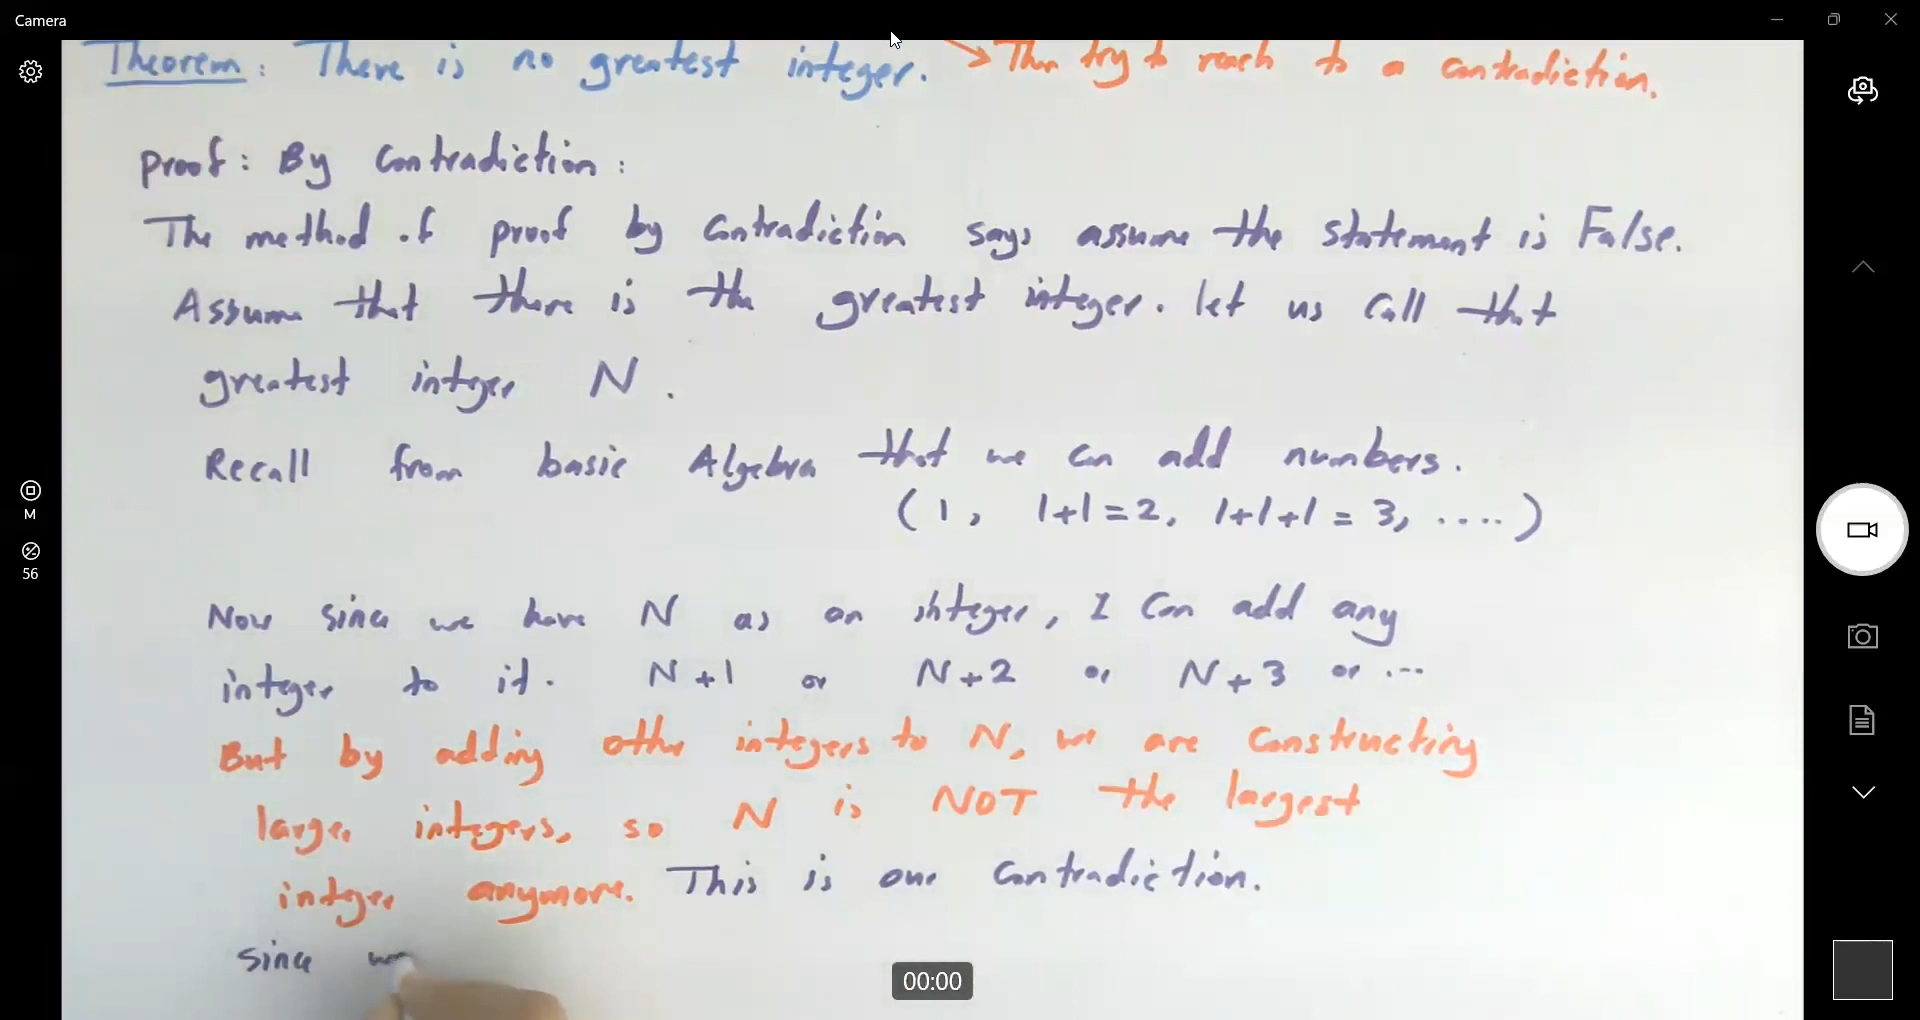 Camera
Theorem: There is no greatest integer. → Then try to reach to a contradiction.
Proof: By Contradiction:
The method of proof by Contradiction says assume the statement is False.
Assume that there is the greatest integer. let us call that
greatest integer N.
Recall from basic Algebra that we can add numbers.
(1, 1+1=2, 1+1+1=3, ....)
Now since we have N as an integer, I can add any
integer to it. N+1 or N+2 or N+3 or ...
But by adding other integers to N, we are Constructing
larger integers, so N is NOT the largest
integer anymore. This is our Contradiction.
since we
M
56
00:00